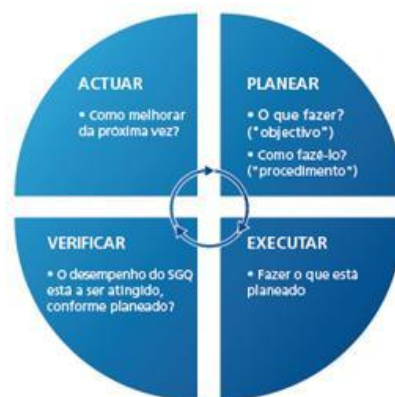 ACTUAR
• Como melhorar
da próxima vez?
PLANEAR
• O que fazer?
("objectivo")
• Como fazê-lo?
("procedimento")
VERIFICAR
• O desempenho do SGQ
está a ser atingido,
conforme planeado?
EXECUTAR
• Fazer o que está
planeado